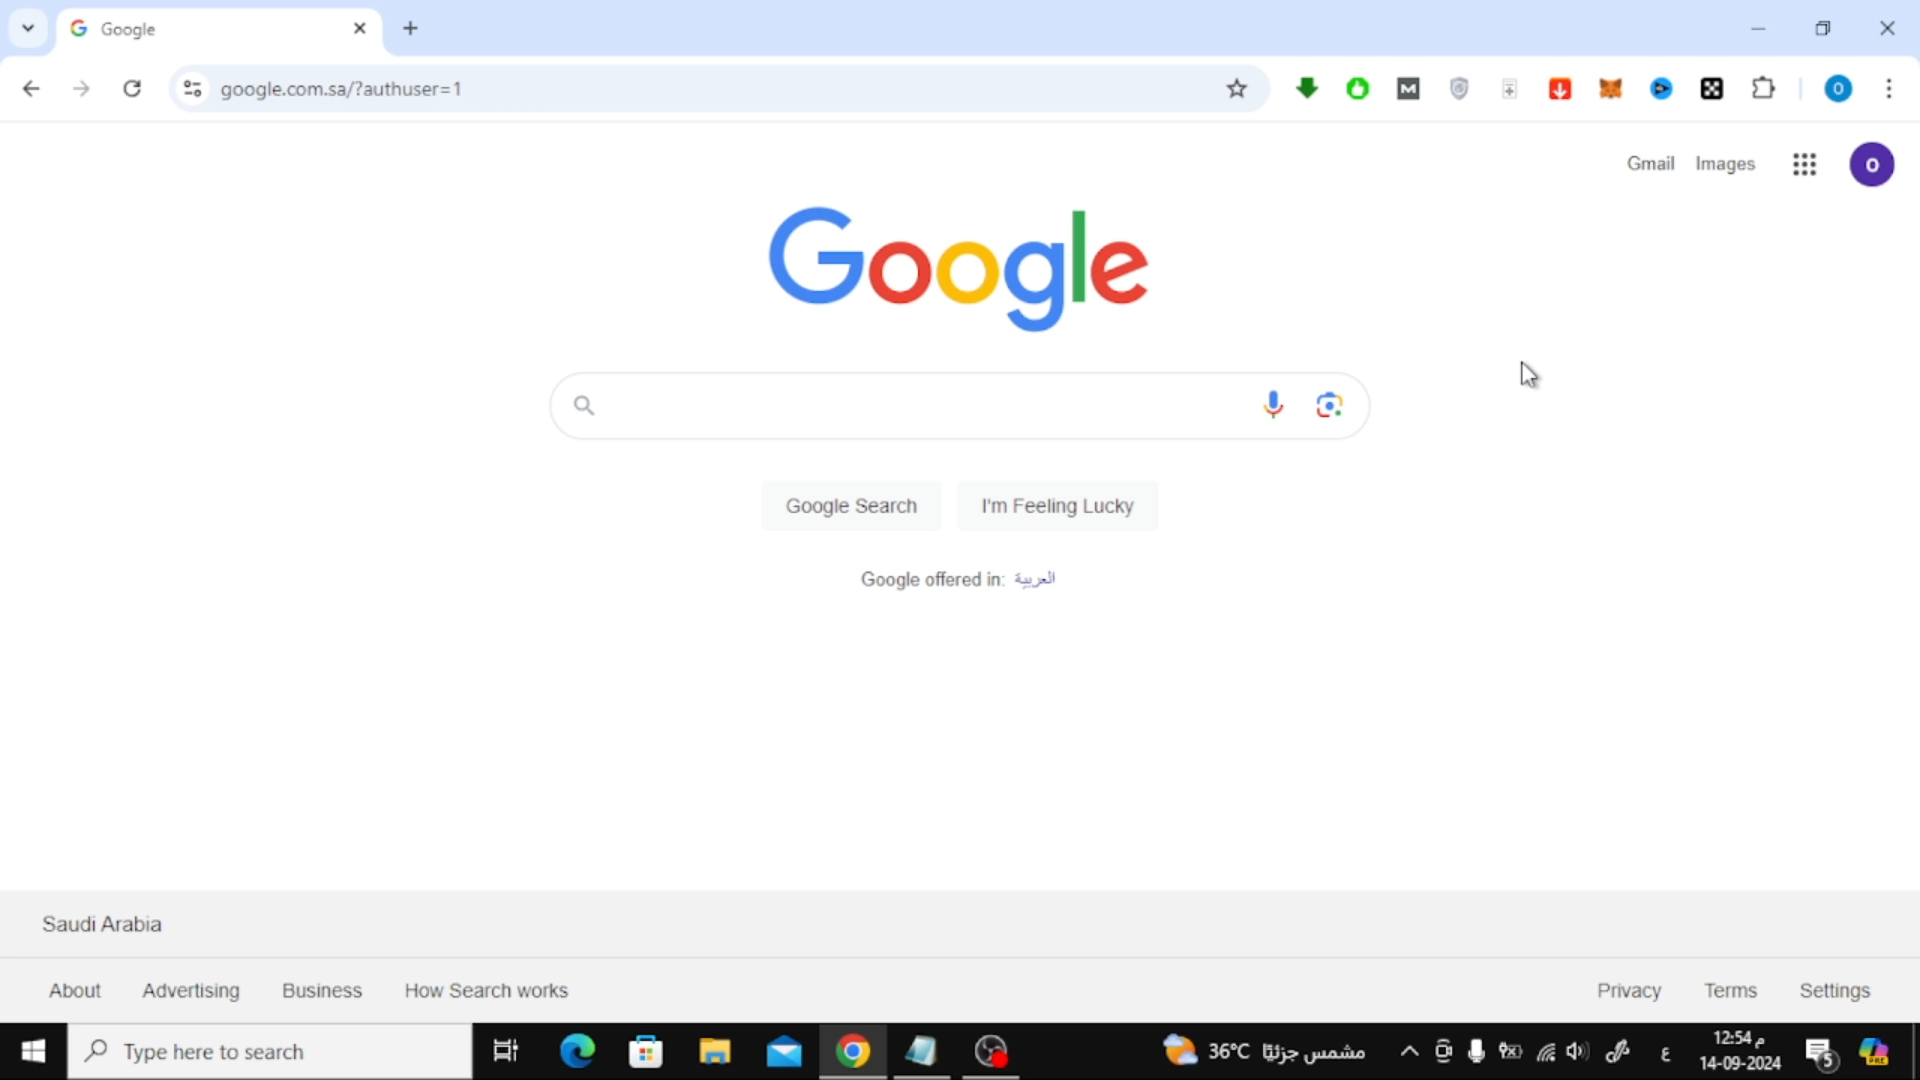 Google
google.com.sa/?authuser=1
Gmail Images
o
Google
Google Search I'm Feeling Lucky
Google offered in: العربية
Saudi Arabia
About Advertising Business How Search works Privacy Terms Settings
Type here to search
36°C مشمس جزئيًا
ع
12:54 م
14-09-2024
5
PRE